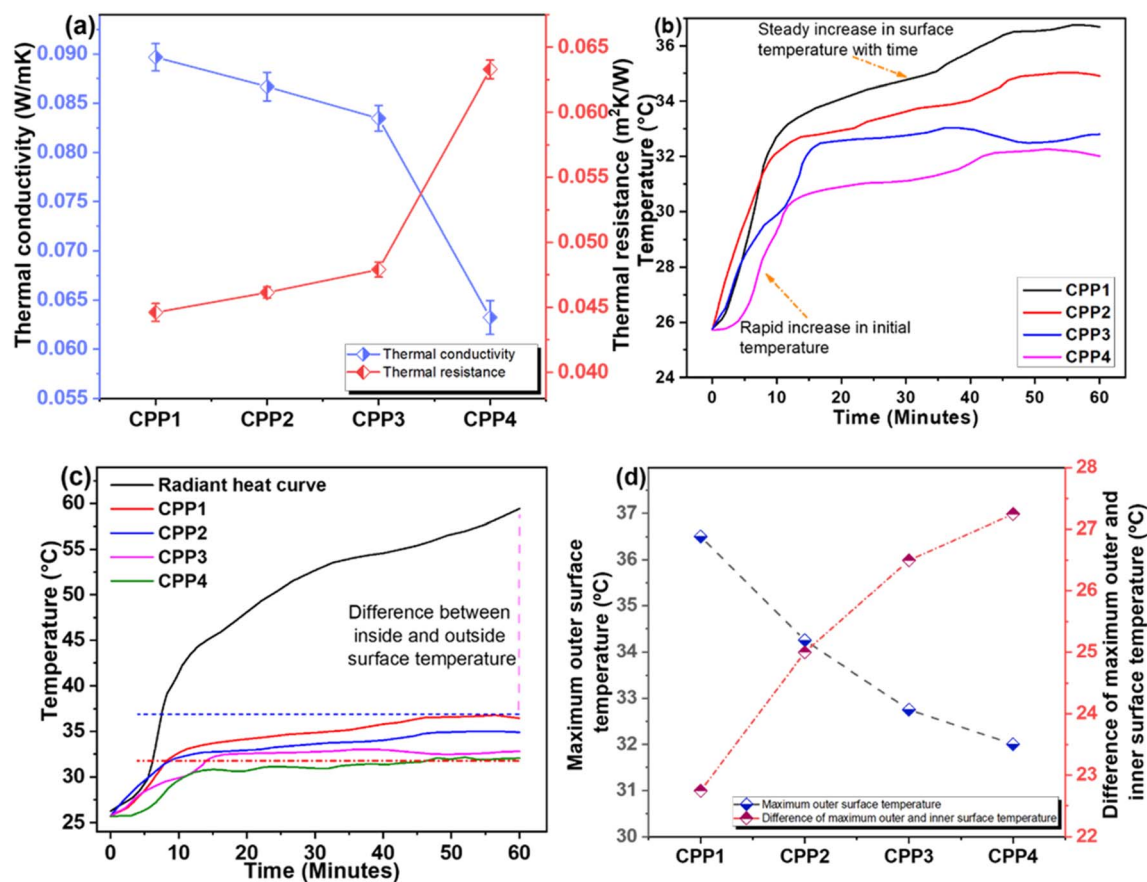 (a)
Thermal conductivity (W/mK)
0.090
0.085
0.080
0.075
0.070
0.065
0.060
0.055
CPP1 CPP2 CPP3 CPP4
Thermal conductivity
Thermal resistance
0.065
0.060
0.055
0.050
0.045
0.040
Thermal resistance (m²K/W)
(b)
Temperature (°C)
36
34
32
30
28
26
24
Steady increase in surface
temperature with time
Rapid increase in initial
temperature
CPP1
CPP2
CPP3
CPP4
0 10 20 30 40 50 60
Time (Minutes)
(c)
Temperature (°C)
60
55
50
45
40
35
30
25
Radiant heat curve
CPP1
CPP2
CPP3
CPP4
Difference between
inside and outside
surface temperature
0 10 20 30 40 50 60
Time (Minutes)
(d)
Maximum outer surface
temperature (ºC)
37
36
35
34
33
32
31
30
Maximum outer surface temperature
Difference of maximum outer and inner surface temperature
CPP1 CPP2 CPP3 CPP4
28
27
26
25
24
23
22
Difference of maximum outer and
inner surface temperature (ºC)